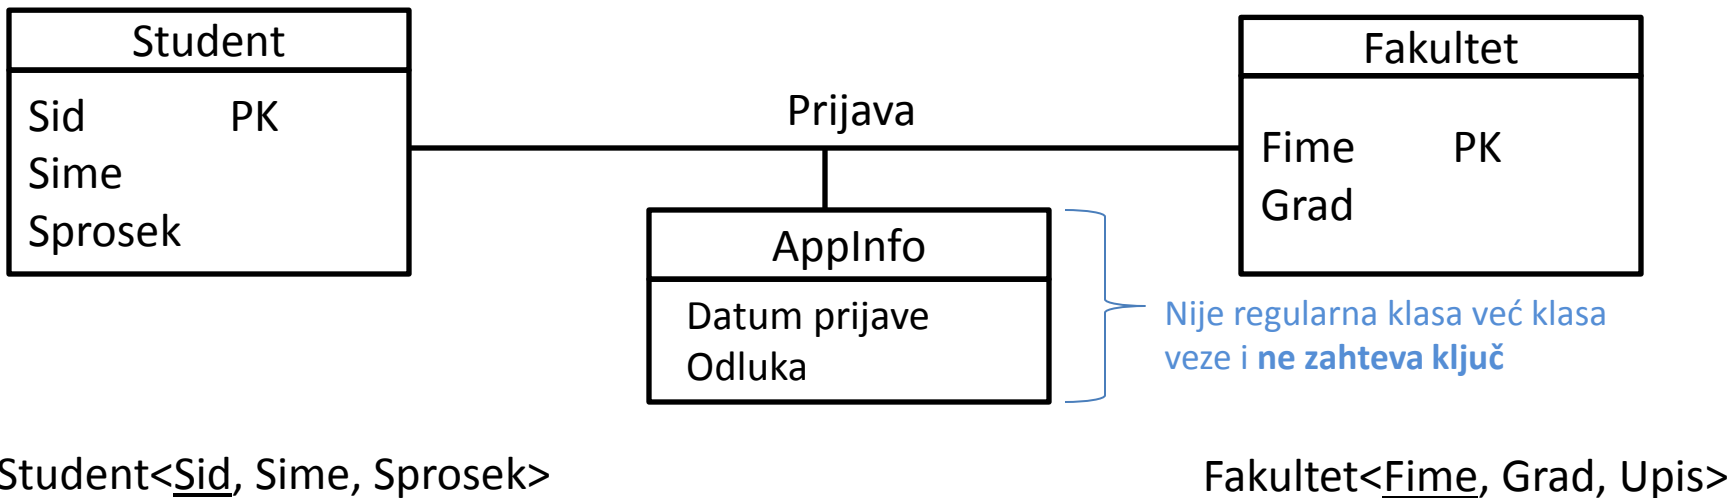 Student
Sid PK
Sime
Sprosek
Prijava
Fakultet
Fime PK
Grad
AppInfo
Datum prijave
Odluka
Nije regularna klasa već klasa
veze i ne zahteva ključ
Student<Sid, Sime, Sprosek>
Fakultet<Fime, Grad, Upis>